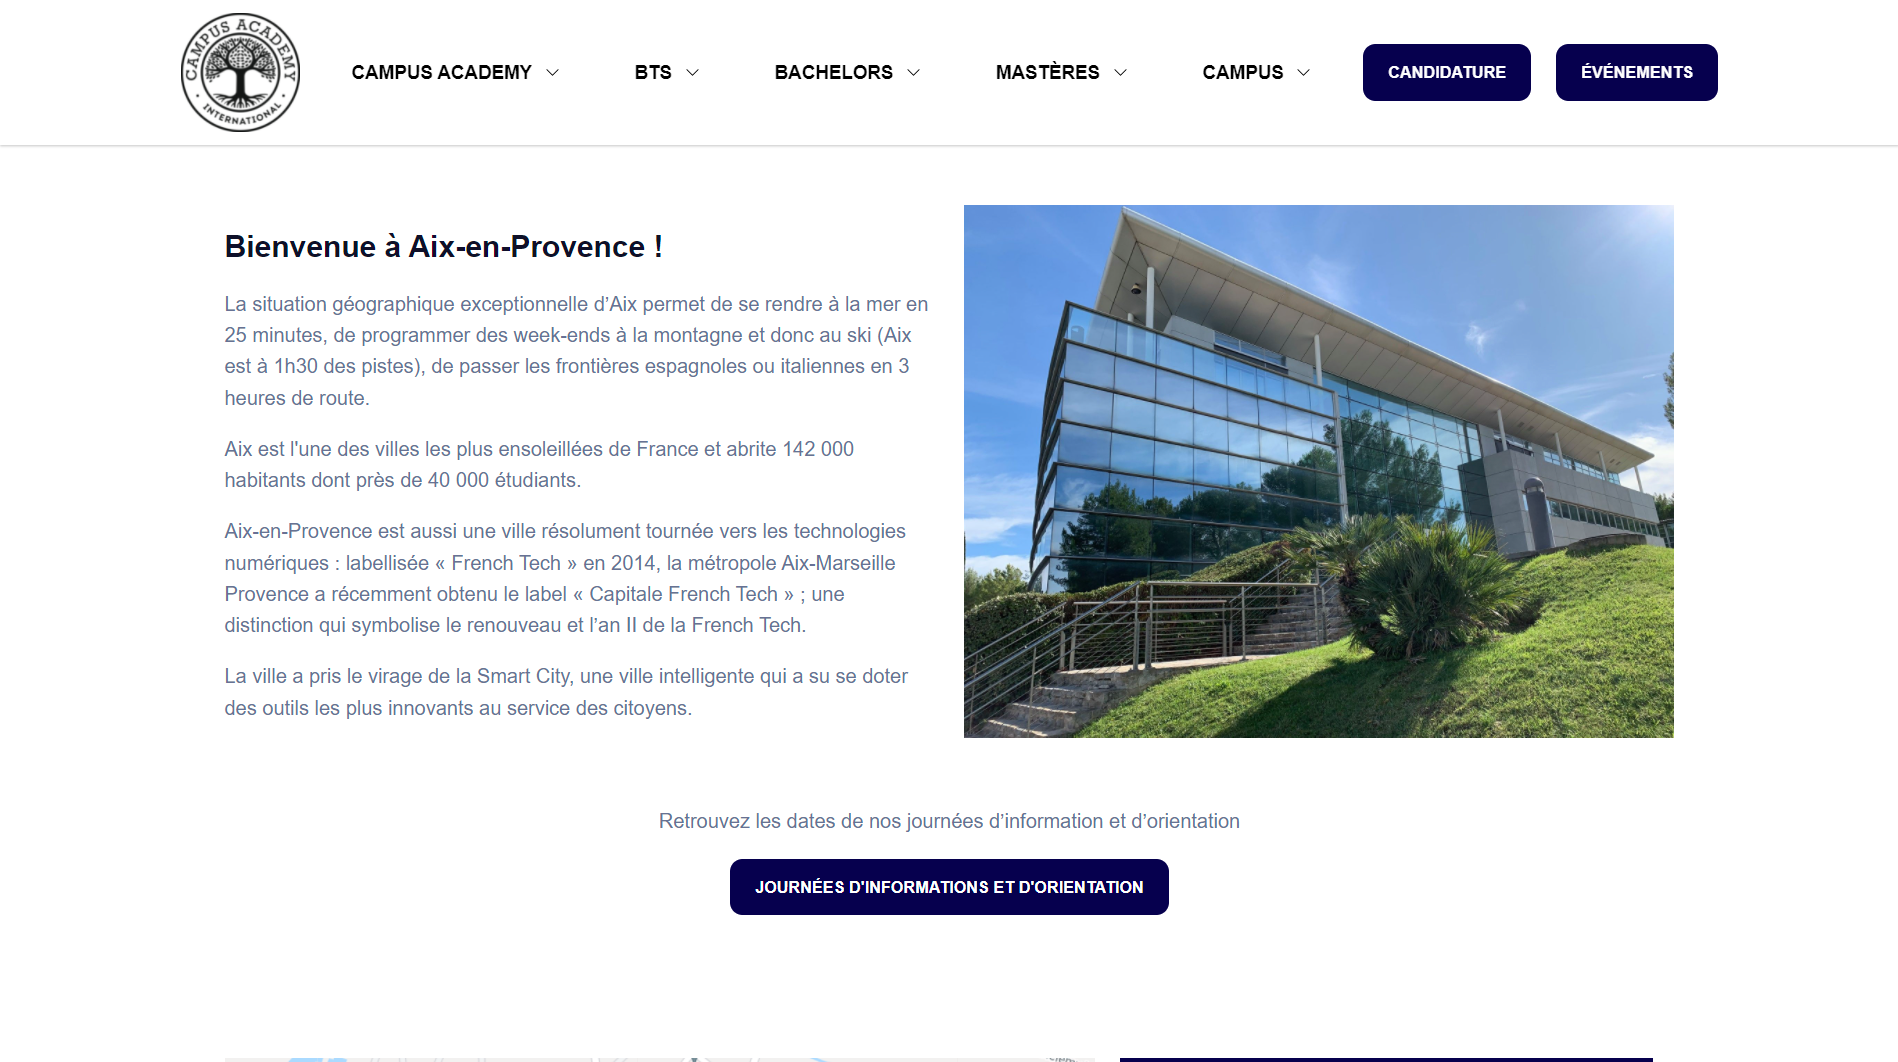 CAMPUS ACADEMY
INTERNATIONAL
CAMPUS ACADEMY
BTS
BACHELORS
MASTÈRES
CAMPUS
CANDIDATURE
ÉVÉNEMENTS
Bienvenue à Aix-en-Provence !
La situation géographique exceptionnelle d’Aix permet de se rendre à la mer en
25 minutes, de programmer des week-ends à la montagne et donc au ski (Aix
est à 1h30 des pistes), de passer les frontières espagnoles ou italiennes en 3
heures de route.
Aix est l'une des villes les plus ensoleillées de France et abrite 142 000
habitants dont près de 40 000 étudiants.
Aix-en-Provence est aussi une ville résolument tournée vers les technologies
numériques : labellisée « French Tech » en 2014, la métropole Aix-Marseille
Provence a récemment obtenu le label « Capitale French Tech » ; une
distinction qui symbolise le renouveau et l’an II de la French Tech.
La ville a pris le virage de la Smart City, une ville intelligente qui a su se doter
des outils les plus innovants au service des citoyens.
Retrouvez les dates de nos journées d’information et d’orientation
JOURNÉES D'INFORMATIONS ET D'ORIENTATION